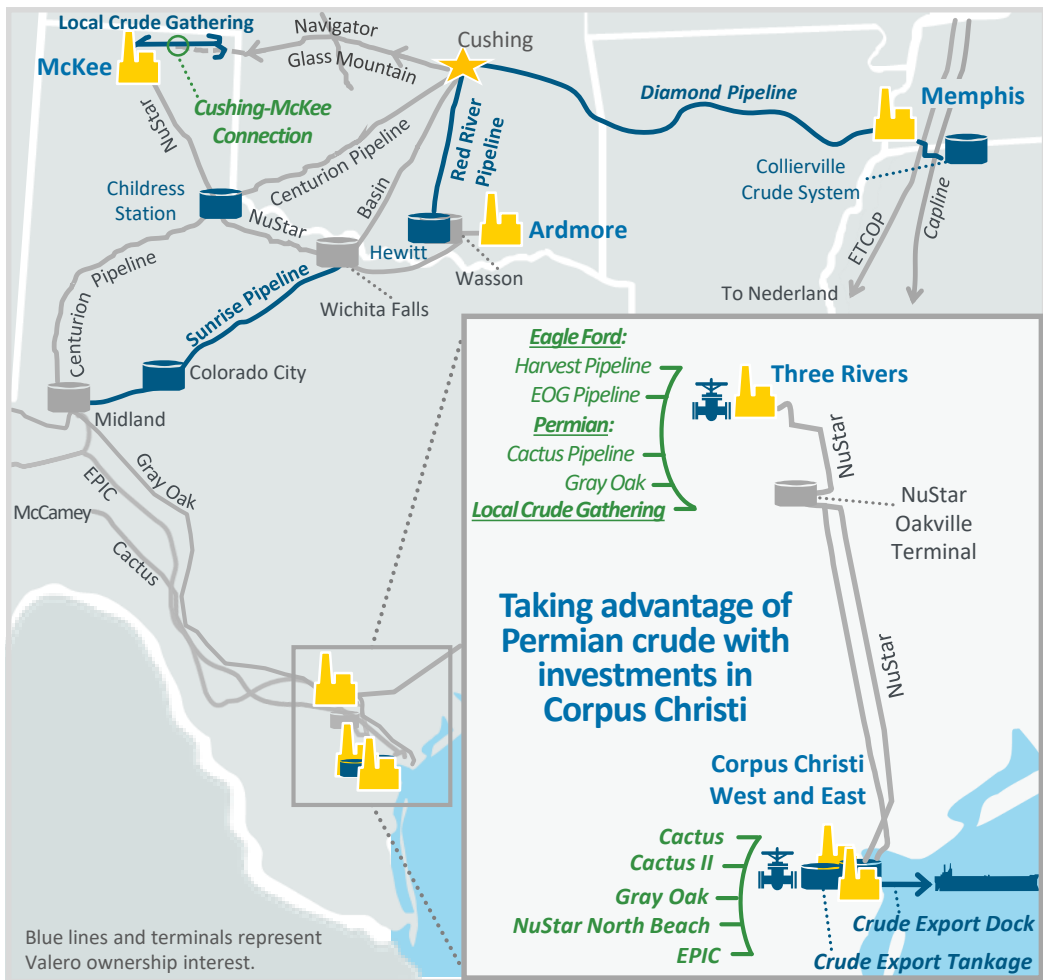 Local Crude Gathering
McKee
Navigator
Glass Mountain
Cushing
Cushing-McKee
Connection
NuStar
Centurion Pipeline
Basin
Red River
Pipeline
Diamond Pipeline
Memphis
Collierville
Crude System
ETCOP
Capline
To Nederland
Childress
Station
NuStar
Hewitt
Ardmore
Wasson
Wichita Falls
Sunrise Pipeline
Centurion Pipeline
Colorado City
Midland
Gray Oak
EPIC
McCamey
Cactus
Eagle Ford:
Harvest Pipeline
EOG Pipeline
Permian:
Cactus Pipeline
Gray Oak
Local Crude Gathering
Three Rivers
NuStar
NuStar
Oakville
Terminal
Taking advantage of
Permian crude with
investments in
Corpus Christi
NuStar
NuStar
Corpus Christi
West and East
Cactus
Cactus II
Gray Oak
NuStar North Beach
EPIC
Crude Export Dock
Crude Export Tankage
Blue lines and terminals represent
Valero ownership interest.